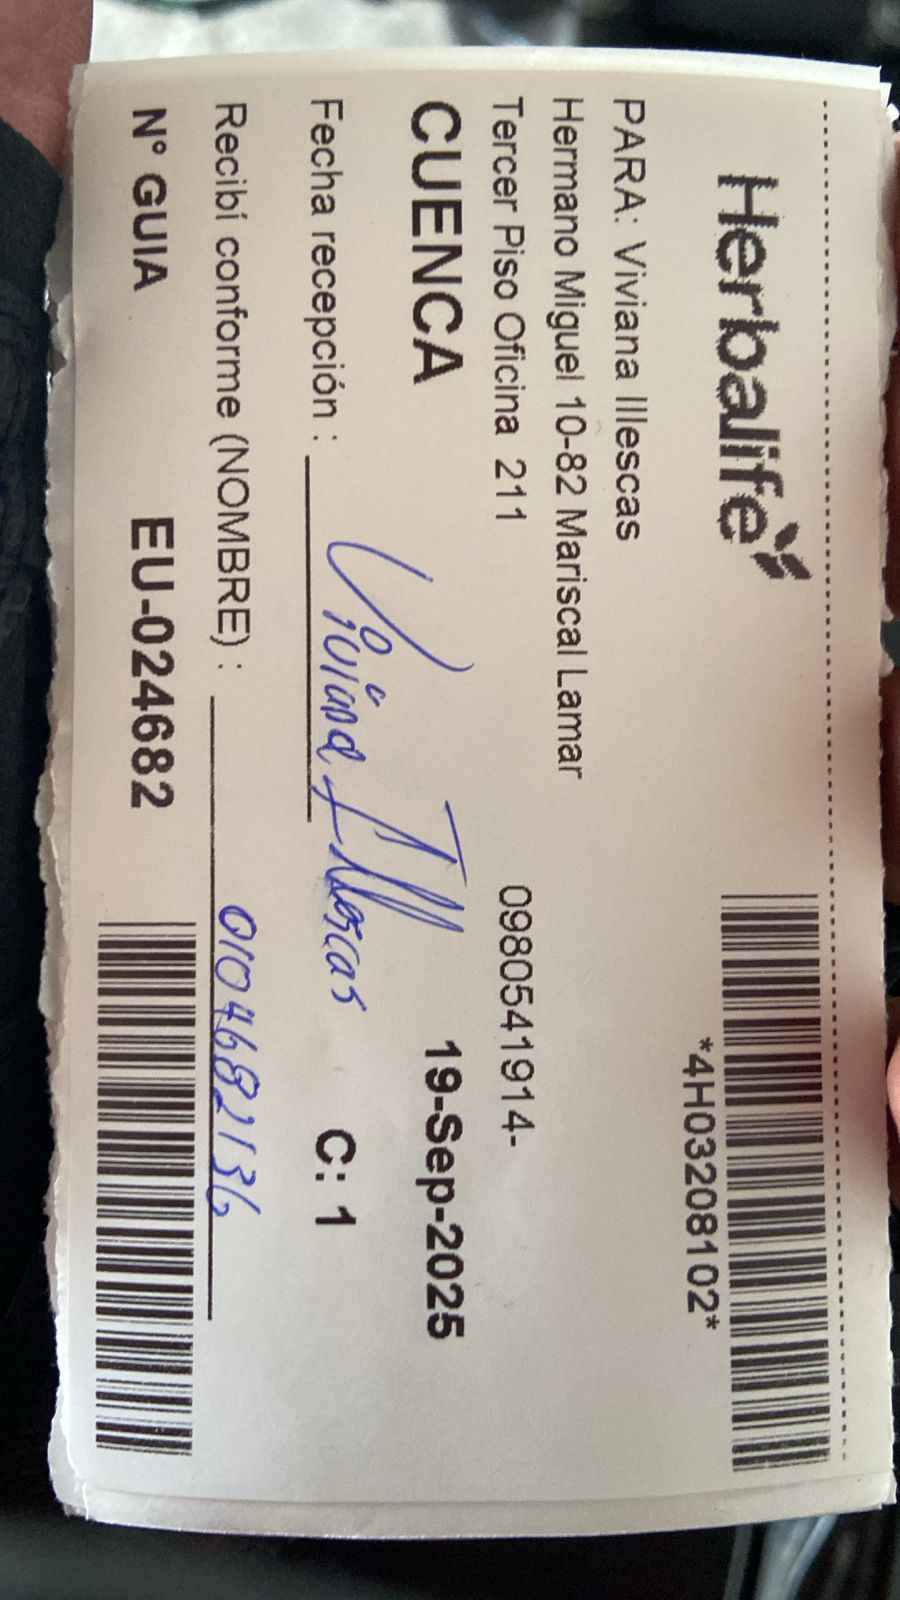 Herbalife
*4H03208102*
PARA: Viviana Illescas
Hermano Miguel 10-82 Mariscal Lamar
Tercer Piso Oficina 211 0980541914-
CUENCA 19-Sep-2025
Fecha recepción : Viviana Illescas C: 1
Recibí conforme (NOMBRE) : 0104682136
N° GUIA EU-024682